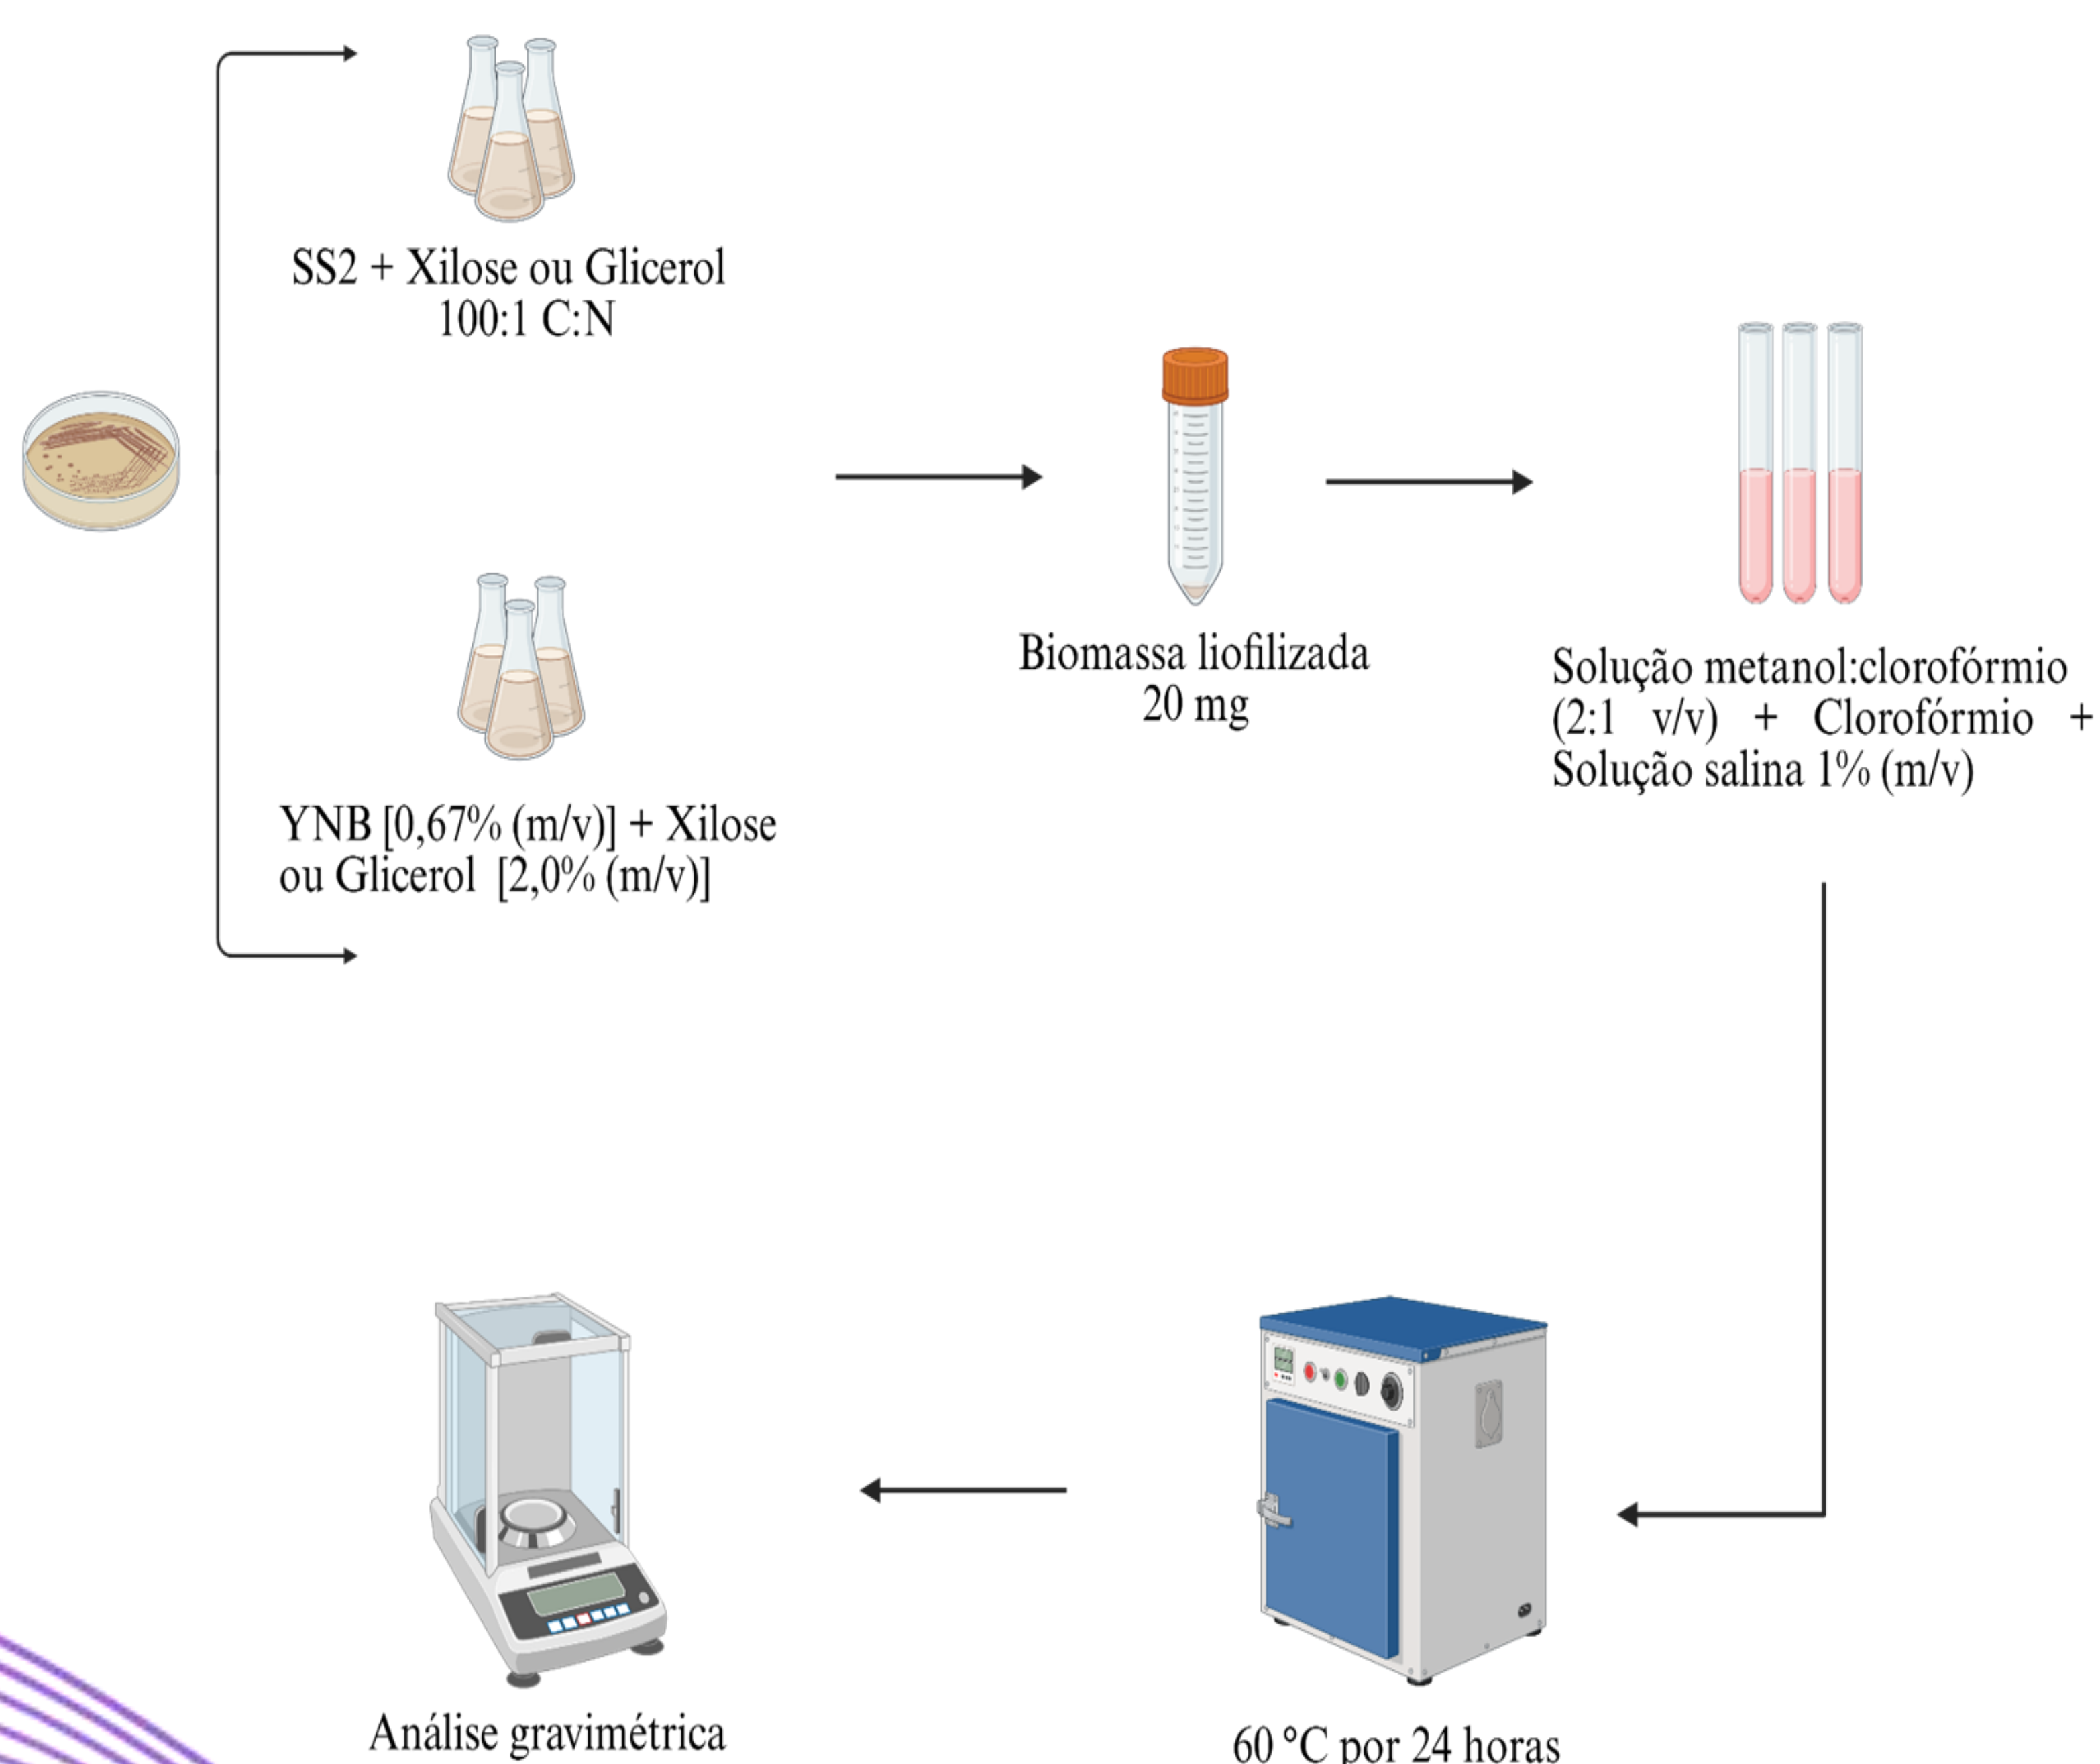 SS2 + Xilose ou Glicerol
100:1 C:N
YNB [0,67% (m/v)] + Xilose
ou Glicerol [2,0% (m/v)]
Biomassa liofilizada
20 mg
Solução metanol:clorofórmio
(2:1 v/v) + Clorofórmio +
Solução salina 1% (m/v)
Análise gravimétrica
60 °C por 24 horas